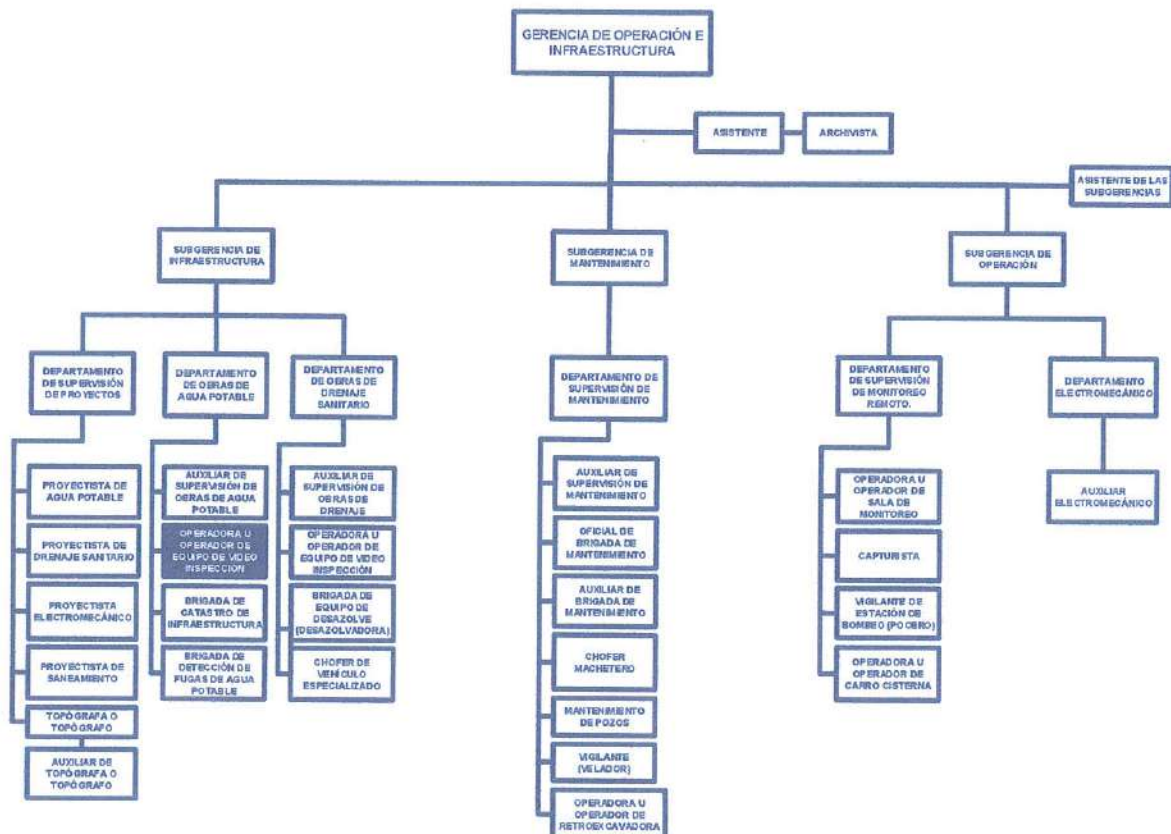 GERENCIA DE OPERACIÓN E
INFRAESTRUCTURA
ASISTENTE
ARCHIVISTA
ASISTENTE DE LAS
SUBGERENCIAS
SUBGERENCIA DE
INFRAESTRUCTURA
SUBGERENCIA DE
MANTENIMIENTO
SUBGERENCIA DE
OPERACIÓN
DEPARTAMENTO
DE SUPERVISIÓN
DE PROYECTOS
DEPARTAMENTO
DE OBRAS DE
AGUA POTABLE
DEPARTAMENTO
DE OBRAS DE
DRENAJE
SANITARIO
DEPARTAMENTO DE
SUPERVISIÓN DE
MANTENIMIENTO
DEPARTAMENTO
DE SUPERVISIÓN
DE MONITOREO
REMOTO.
DEPARTAMENTO
ELECTROMECÁNICO
PROYECTISTA DE
AGUA POTABLE
PROYECTISTA DE
DRENAJE SANITARIO
PROYECTISTA
ELECTROMECÁNICO
PROYECTISTA DE
SANEAMIENTO
TOPÓGRAFA O
TOPÓGRAFO
AUXILIAR DE
TOPÓGRAFA O
TOPÓGRAFO
AUXILIAR DE
SUPERVISIÓN DE
OBRAS DE AGUA
POTABLE
OPERADORA U
OPERADOR DE
EQUIPO DE VIDEO
INSPECCIÓN
BRIGADA DE
CATASTRO DE
INFRAESTRUCTURA
BRIGADA DE
DETECCIÓN DE
FUGAS DE AGUA
POTABLE
AUXILIAR DE
SUPERVISIÓN DE
OBRAS DE
DRENAJE
OPERADORA U
OPERADOR DE
EQUIPO DE VIDEO
INSPECCIÓN
BRIGADA DE
EQUIPO DE
DESAZOLVE
(DESAZOLVADORA)
CHOFER DE
VEHÍCULO
ESPECIALIZADO
AUXILIAR DE
SUPERVISIÓN DE
MANTENIMIENTO
OFICIAL DE
BRIGADA DE
MANTENIMIENTO
AUXILIAR DE
BRIGADA DE
MANTENIMIENTO
CHOFER
MACHETERO
MANTENIMIENTO
DE POZOS
VIGILANTE
(VELADOR)
OPERADORA U
OPERADOR DE
RETROEXCAVADORA
OPERADORA U
OPERADOR DE
SALA DE
MONITOREO
CAPTURISTA
VIGILANTE DE
ESTACIÓN DE
BOMBEO (POCERO)
OPERADORA U
OPERADOR DE
CARRO CISTERNA
AUXILIAR
ELECTROMECÁNICO